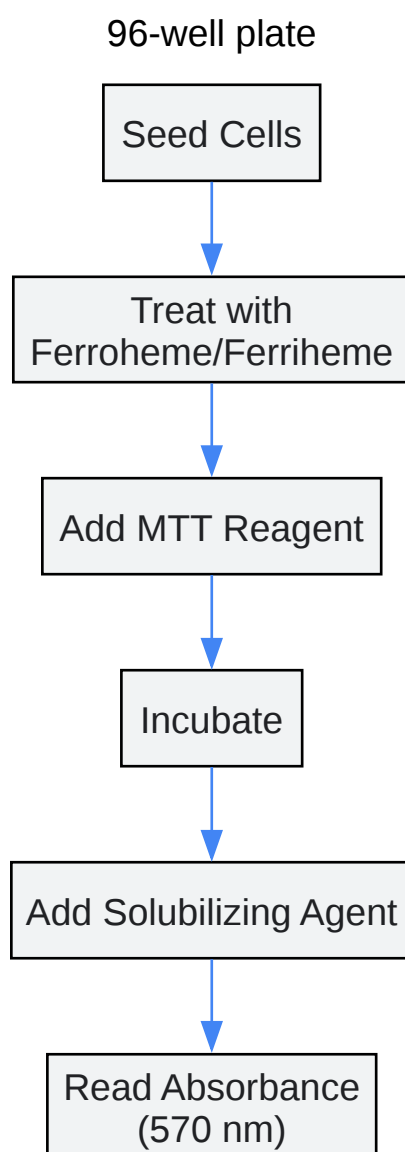 96-well plate
Seed Cells
Treat with
Ferroheme/Ferriheme
Add MTT Reagent
Incubate
Add Solubilizing Agent
Read Absorbance
(570 nm)